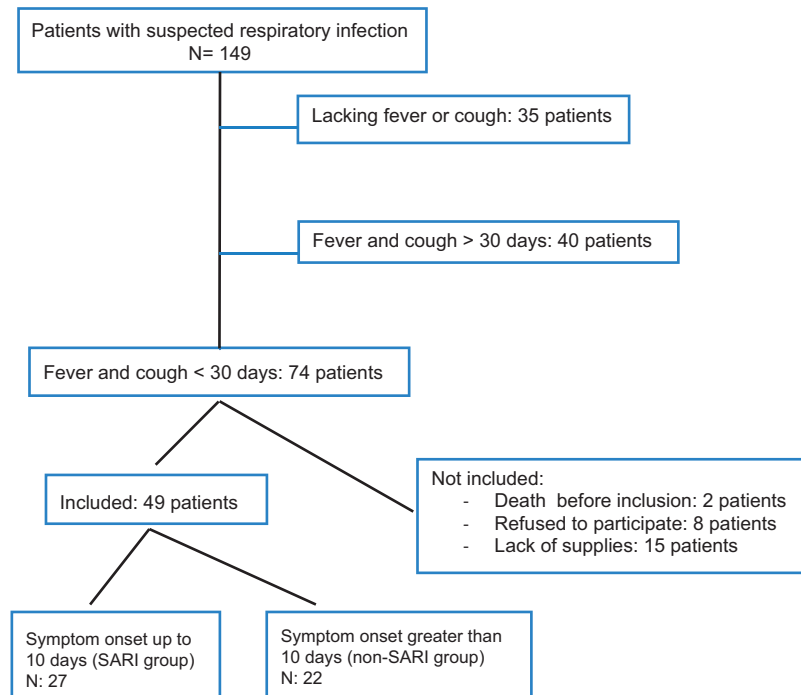 Patients with suspected respiratory infection
N= 149
Lacking fever or cough: 35 patients
Fever and cough > 30 days: 40 patients
Fever and cough < 30 days: 74 patients
Included: 49 patients
Not included:
- Death before inclusion: 2 patients
- Refused to participate: 8 patients
- Lack of supplies: 15 patients
Symptom onset up to
10 days (SARI group)
N: 27
Symptom onset greater than
10 days (non-SARI group)
N: 22